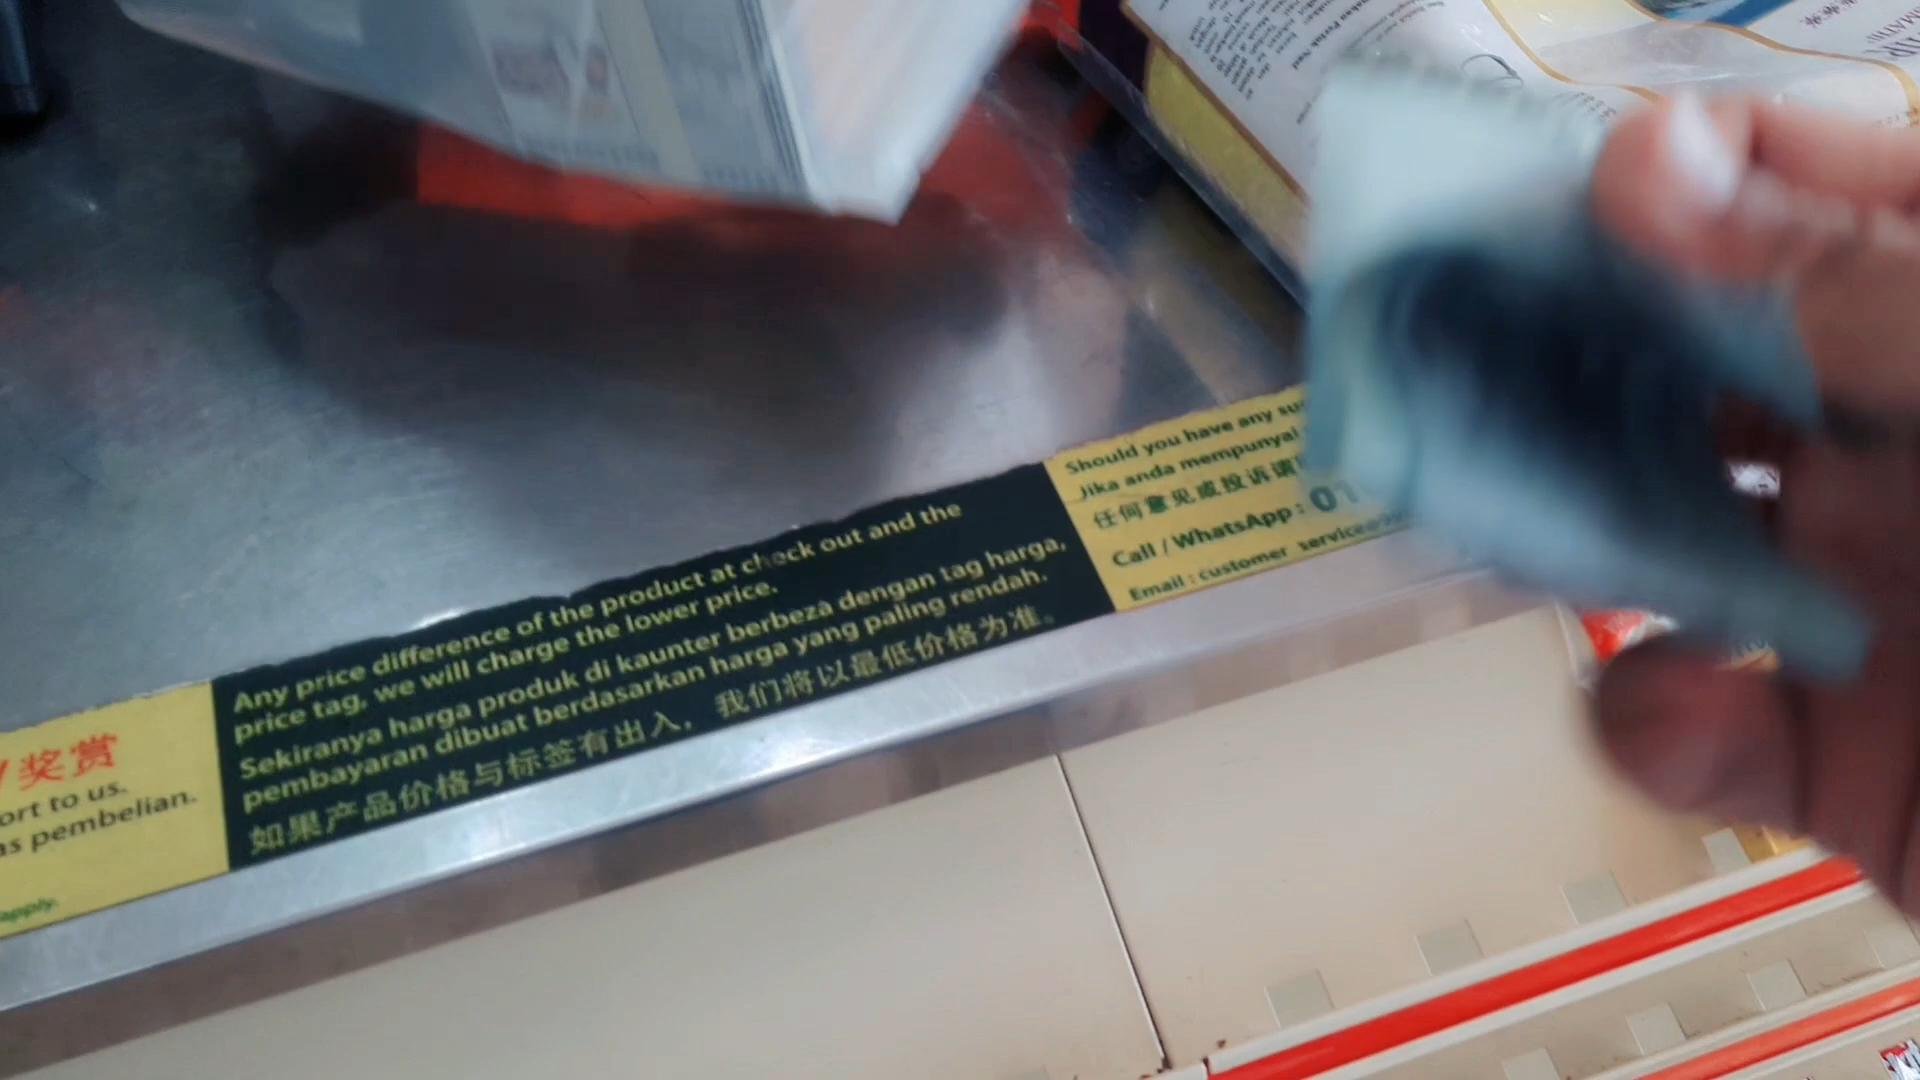 /奖赏
ort to us.
as pembelian.
apply.
Any price difference of the product at check out and the
price tag, we will charge the lower price.
Sekiranya harga produk di kaunter berbeza dengan tag harga,
pembayaran dibuat berdasarkan harga yang paling rendah.
如果产品价格与标签有出入，我们将以最低价格为准。
Should you have any su
Jika anda mempunyai
任何意见或投诉请
Call / WhatsApp : 01
Email : customer service@